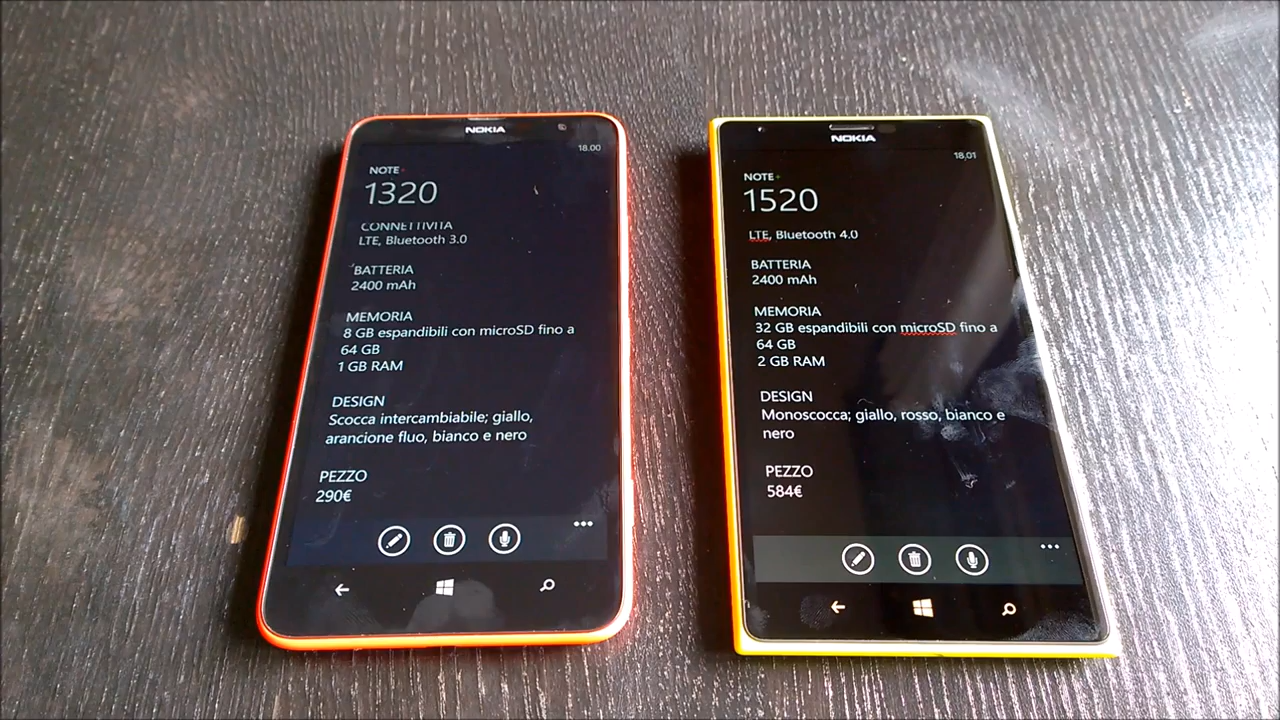 NOKIA
18.00
NOTE
1320
CONNETTIVITA
LTE, Bluetooth 3.0
BATTERIA
2400 mAh
MEMORIA
8 GB espandibili con microSD fino a
64 GB
1 GB RAM
DESIGN
Scocca intercambiabile; giallo,
arancione fluo, bianco e nero
PEZZO
290€
NOKIA
18.01
NOTE
1520
LTE, Bluetooth 4.0
BATTERIA
2400 mAh
MEMORIA
32 GB espandibili con microSD fino a
64 GB
2 GB RAM
DESIGN
Monoscocca; giallo, rosso, bianco e
nero
PEZZO
584€